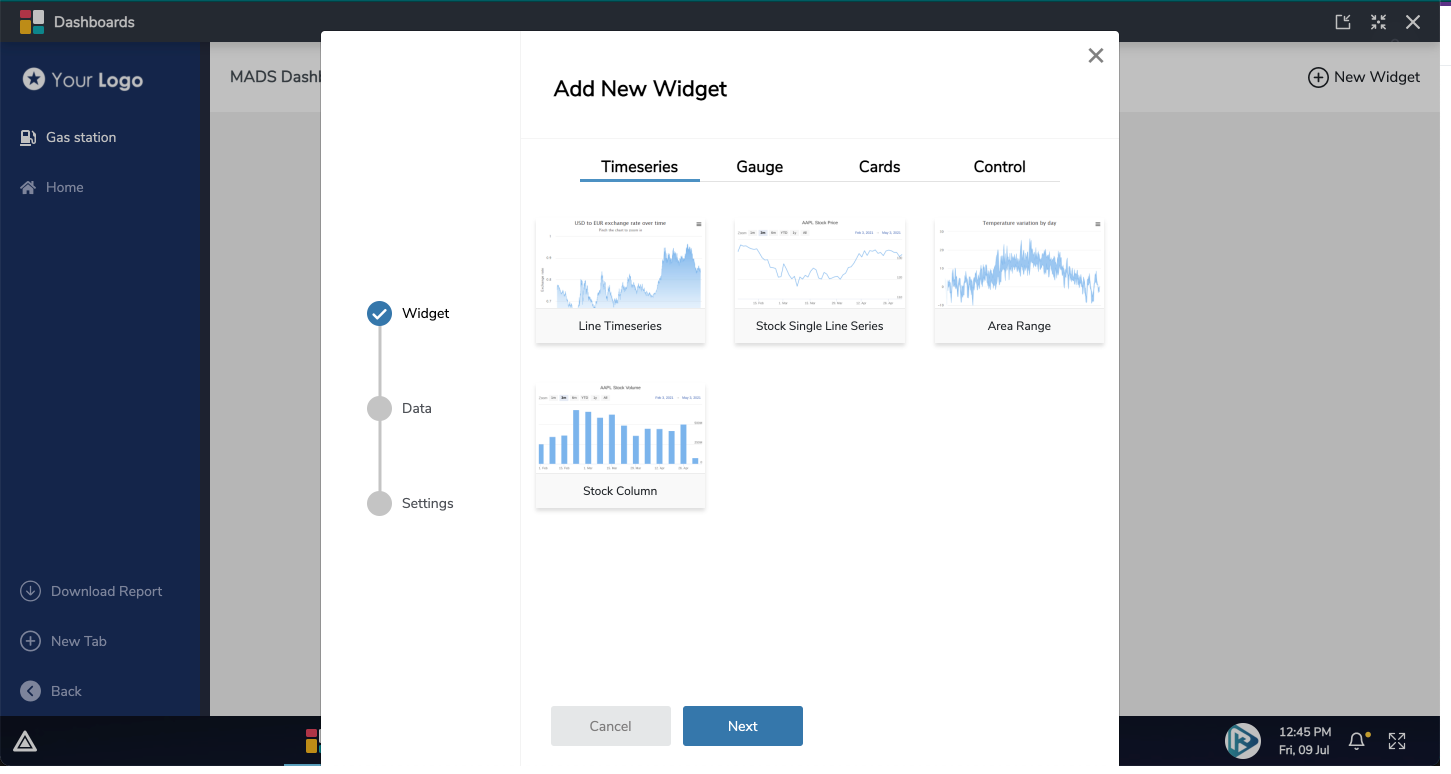 Dashboards
Your Logo
MADS Dashb
New Widget
Gas station
Home
Download Report
New Tab
Back
Add New Widget
Timeseries Gauge Cards Control
Widget
Data
Settings
USD to EUR exchange rate over time
Exchange rate
Line Timeseries
AAPL Stock Price
Stock Single Line Series
Temperature variation by day
Area Range
AAPL Stock Volume
Stock Column
Cancel
Next
12:45 PM
Fri, 09 Jul